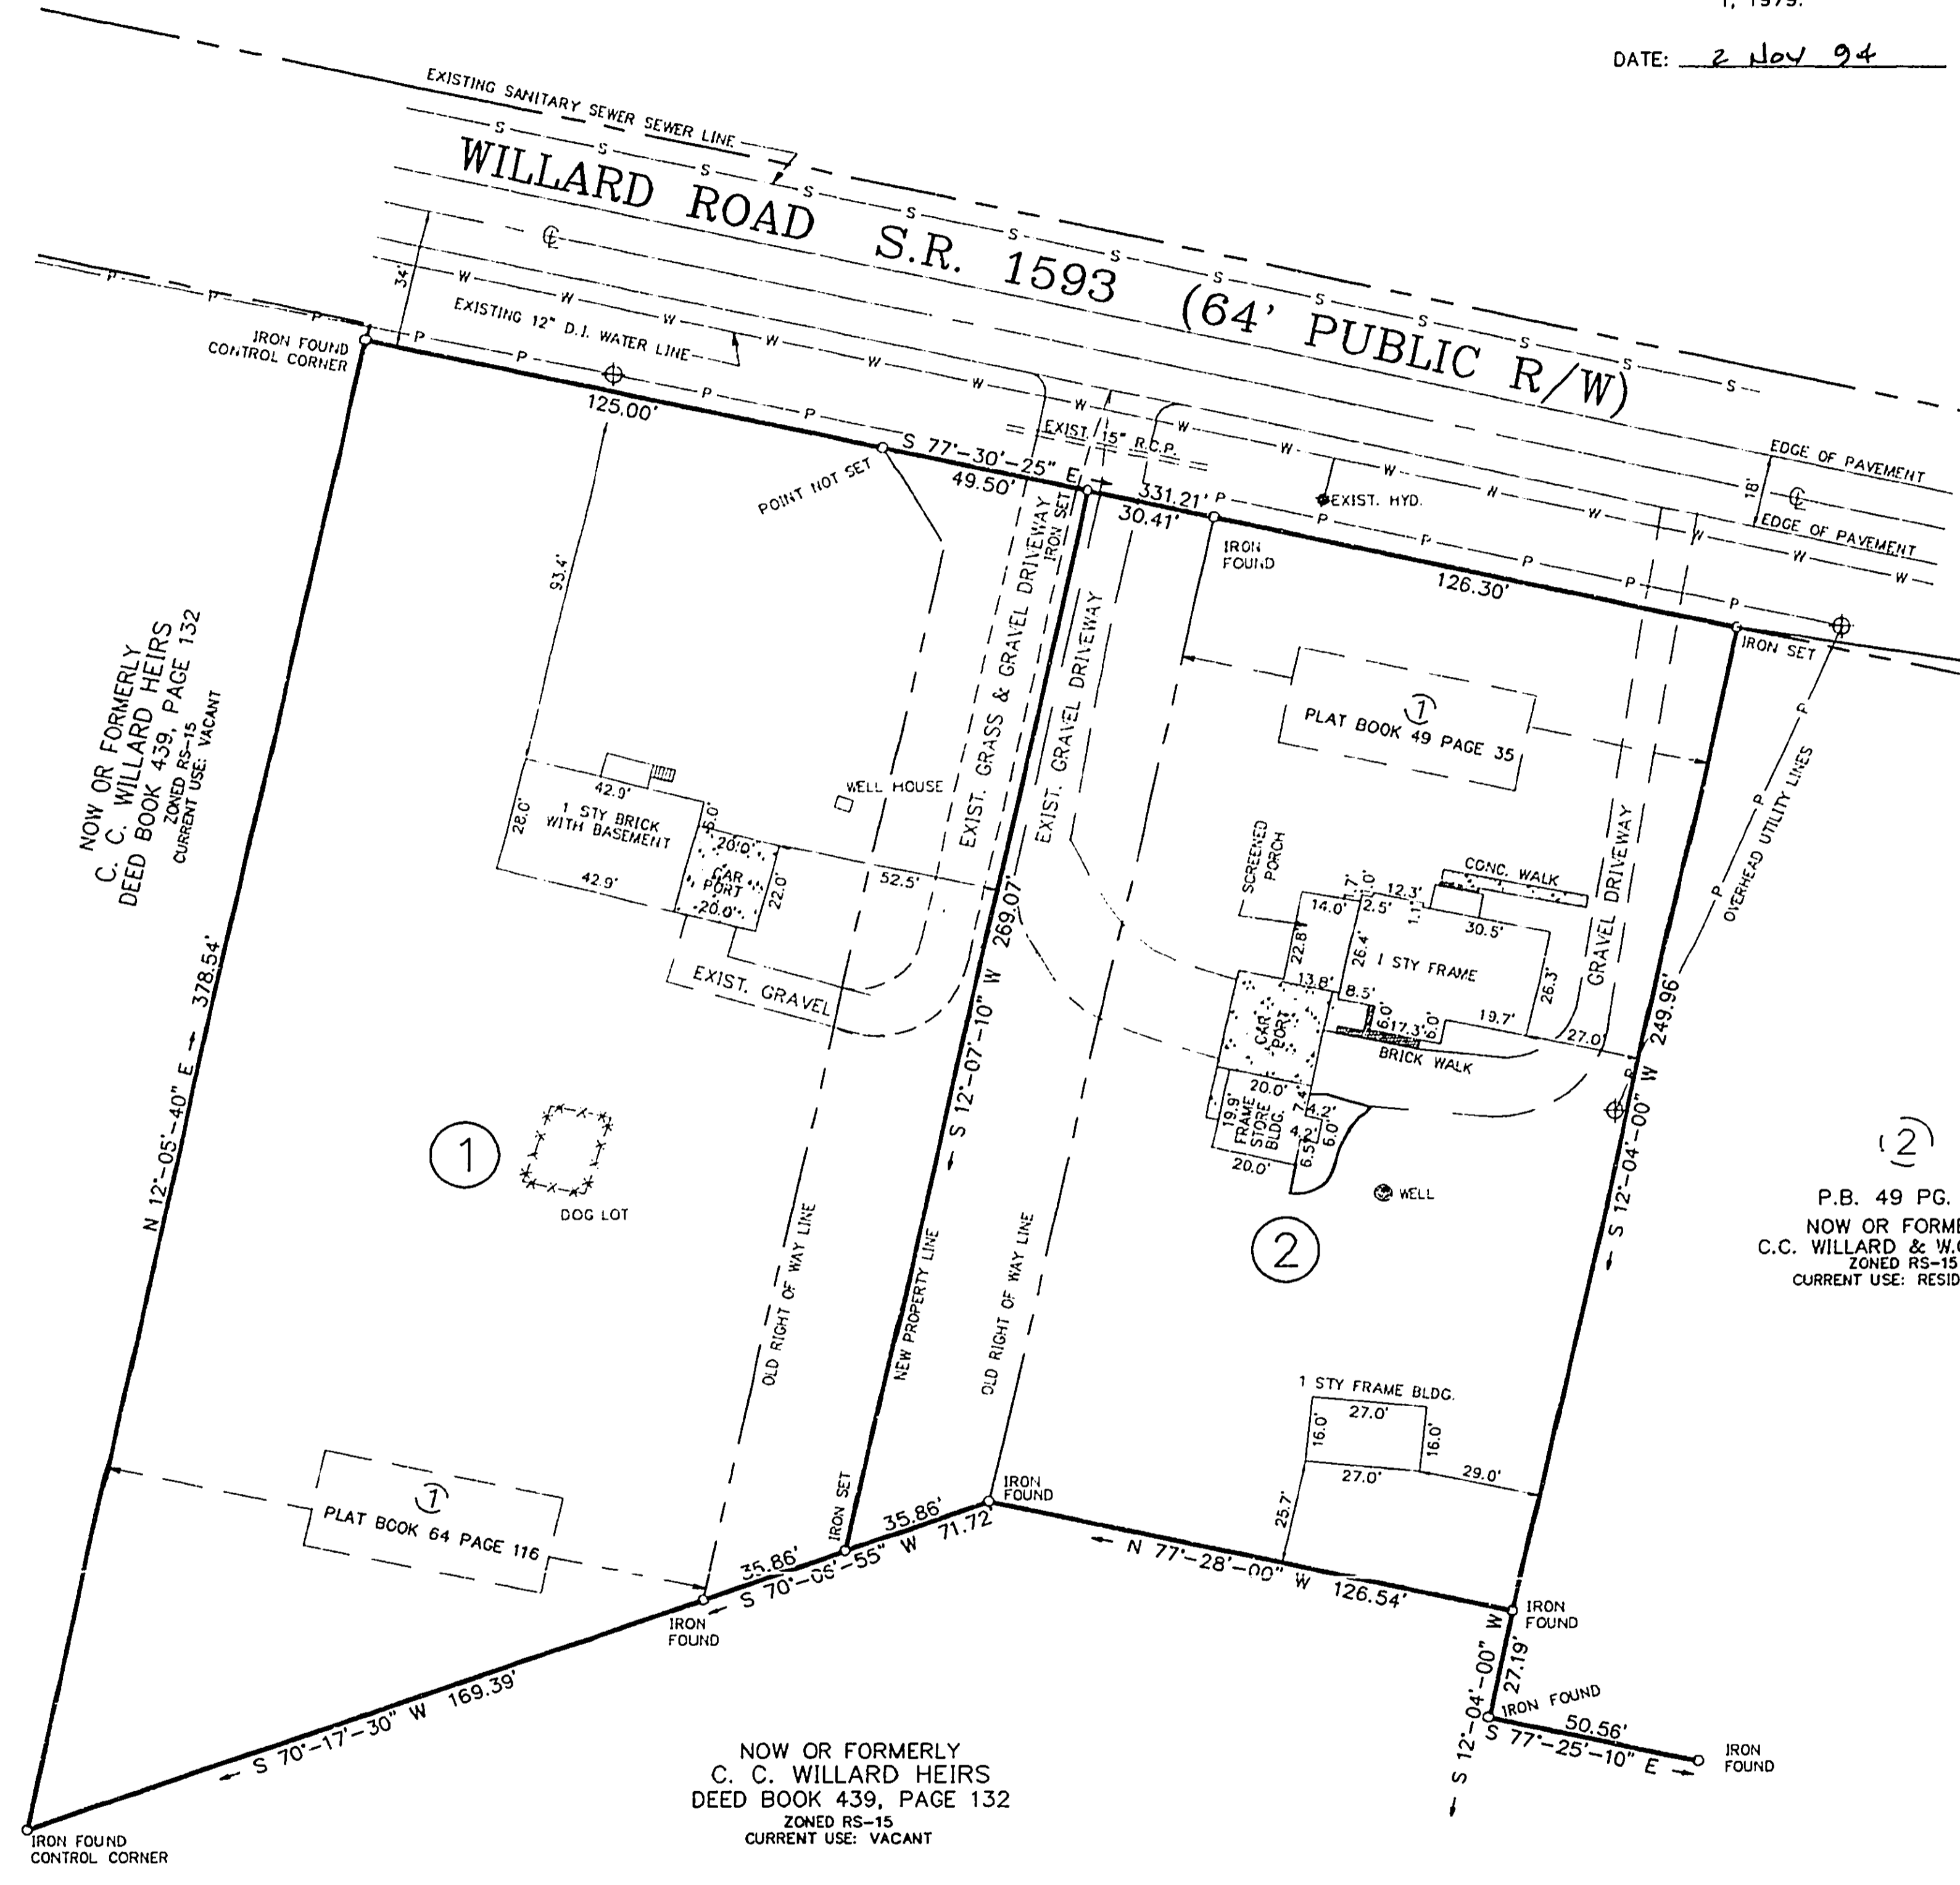 1, 1979.
DATE: 2 Nov 94
EXISTING SANITARY SEWER SEWER LINE
WILLARD ROAD S.R. 1593 (64' PUBLIC R/W)
34'
EXISTING 12" D.I. WATER LINE
IRON FOUND
CONTROL CORNER
125.00'
POINT NOT SET
S 77°-30'-25" E
49.50'
331.21'
30.41'
EXIST. 15" R.C.P.
IRON SET
IRON
FOUND
EXIST. HYD.
126.30'
EDGE OF PAVEMENT
18'
EDGE OF PAVEMENT
IRON SET
NOW OR FORMERLY
C. C. WILLARD HEIRS
DEED BOOK 439, PAGE 132
ZONED RS-15
CURRENT USE: VACANT
N 12°-05'-40" E 378.54'
93.4'
42.9'
1 STY BRICK
WITH BASEMENT
28.0'
42.9'
5.0'
20.0'
CAR
PORT
20.0'
22.0'
52.5'
WELL HOUSE
EXIST. GRASS & GRAVEL DRIVEWAY
EXIST. GRAVEL DRIVEWAY
EXIST. GRAVEL
S 12°-07'-10" W 269.07'
1
PLAT BOOK 49 PAGE 35
SCREENED
PORCH
CONC. WALK
14.0'
2.5'
12.3'
1.1'
30.5'
22.8'
26.4'
1 STY FRAME
26.3'
13.8'
8.5'
6.0'
17.3'
6.0'
19.7'
27.0'
BRICK WALK
CAR
PORT
20.0'
19.9'
FRAME
STORE
BLDG.
7.4'
4.2'
4.2'
6.0'
6.5'
20.0'
GRAVEL DRIVEWAY
OVERHEAD UTILITY LINES
S 12°-04'-00" W 249.96'
WELL
1
DOG LOT
2
2
P.B. 49 PG.
NOW OR FORME
C.C. WILLARD & W.
ZONED RS-15
CURRENT USE: RESID
OLD RIGHT OF WAY LINE
NEW PROPERTY LINE
OLD RIGHT OF WAY LINE
1 STY FRAME BLDG.
27.0'
16.0'
16.0'
27.0'
29.0'
25.7'
1
PLAT BOOK 64 PAGE 116
IRON SET
IRON
FOUND
35.86'
35.86'
S 70°-06'-55" W 71.72'
IRON
FOUND
N 77°-28'-00" W 126.54'
IRON
FOUND
S 12°-04'-00" W
27.19'
IRON FOUND
50.56'
S 77°-25'-10" E
IRON
FOUND
S 70°-17'-30" W 169.39'
NOW OR FORMERLY
C. C. WILLARD HEIRS
DEED BOOK 439, PAGE 132
ZONED RS-15
CURRENT USE: VACANT
IRON FOUND
CONTROL CORNER